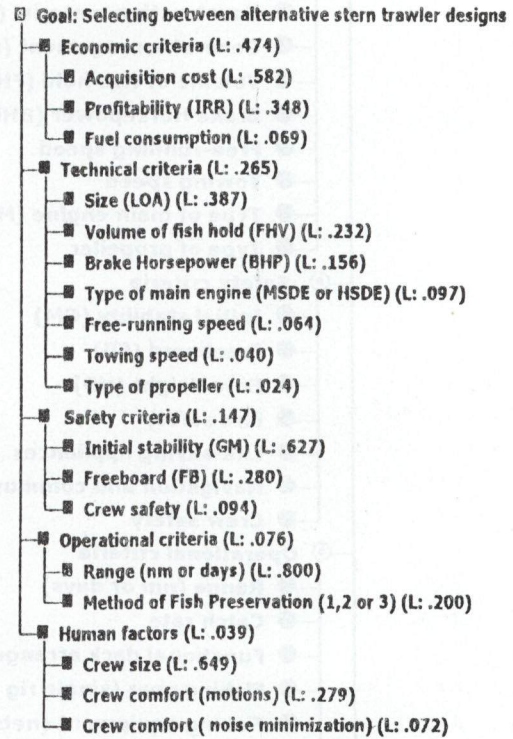 Goal: Selecting between alternative stern trawler designs
Economic criteria (L: .474)
Acquisition cost (L: .582)
Profitability (IRR) (L: .348)
Fuel consumption (L: .069)
Technical criteria (L: .265)
Size (LOA) (L: .387)
Volume of fish hold (FHV) (L: .232)
Brake Horsepower (BHP) (L: .156)
Type of main engine (MSDE or HSDE) (L: .097)
Free-running speed (L: .064)
Towing speed (L: .040)
Type of propeller (L: .024)
Safety criteria (L: .147)
Initial stability (GM) (L: .627)
Freeboard (FB) (L: .280)
Crew safety (L: .094)
Operational criteria (L: .076)
Range (nm or days) (L: .800)
Method of Fish Preservation (1,2 or 3) (L: .200)
Human factors (L: .039)
Crew size (L: .649)
Crew comfort (motions) (L: .279)
Crew comfort ( noise minimization) (L: .072)